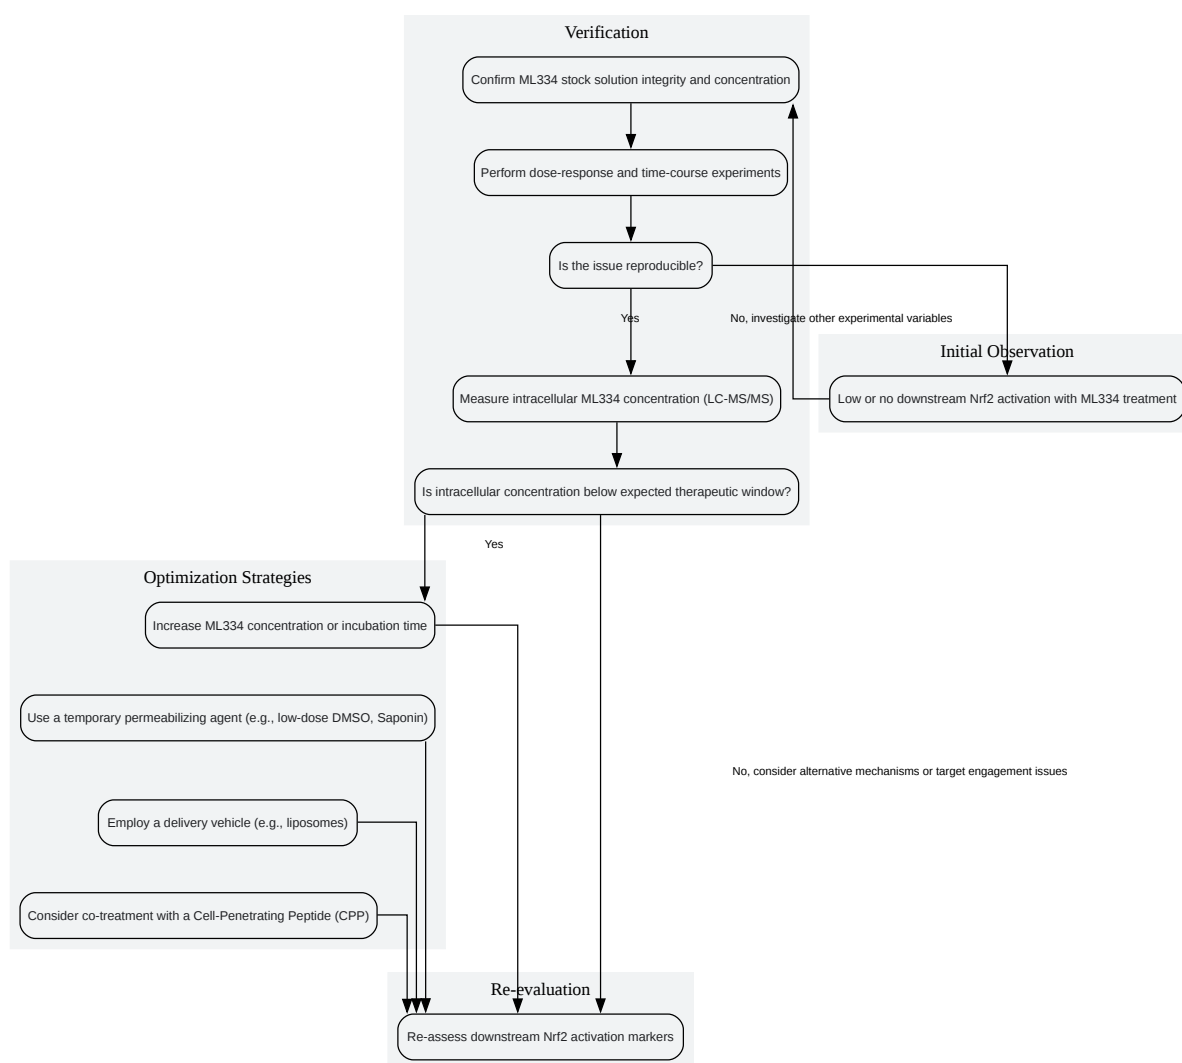 Verification
Confirm ML334 stock solution integrity and concentration
Perform dose-response and time-course experiments
Is the issue reproducible?
Yes
No, investigate other experimental variables
Initial Observation
Low or no downstream Nrf2 activation with ML334 treatment
Measure intracellular ML334 concentration (LC-MS/MS)
Is intracellular concentration below expected therapeutic window?
Yes
Optimization Strategies
Increase ML334 concentration or incubation time
Use a temporary permeabilizing agent (e.g., low-dose DMSO, Saponin)
No, consider alternative mechanisms or target engagement issues
Employ a delivery vehicle (e.g., liposomes)
Consider co-treatment with a Cell-Penetrating Peptide (CPP)
Re-evaluation
Re-assess downstream Nrf2 activation markers